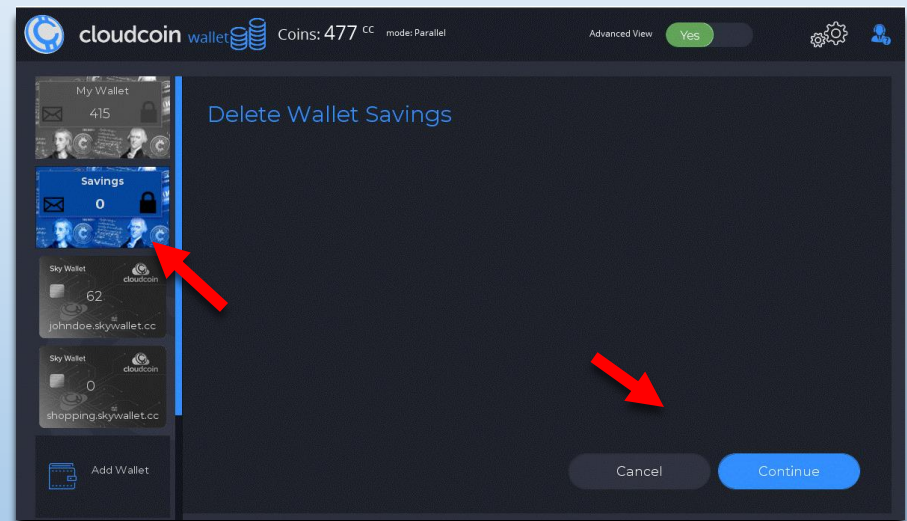 cloudcoin wallet Coins: 477 CC mode: Parallel Advanced View Yes
My Wallet
415
Delete Wallet Savings
Savings
0
Sky Wallet
cloudcoin
62
johndoe.skywallet.cc
Sky Wallet
cloudcoin
0
shopping.skywallet.cc
Add Wallet
Cancel Continue